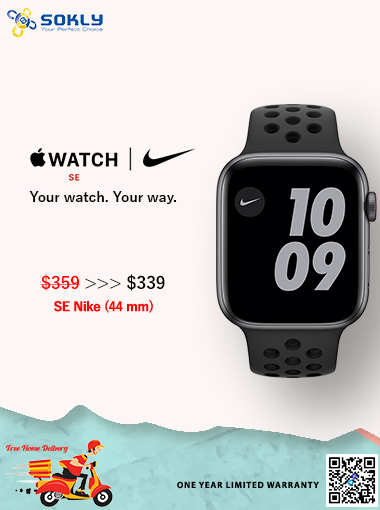 SOKLY
Your Perfect Choice
WATCH
SE
Your watch. Your way.
$359 >>> $339
SE Nike (44 mm)
10
09
Free Home Delivery
ONE YEAR LIMITED WARRANTY